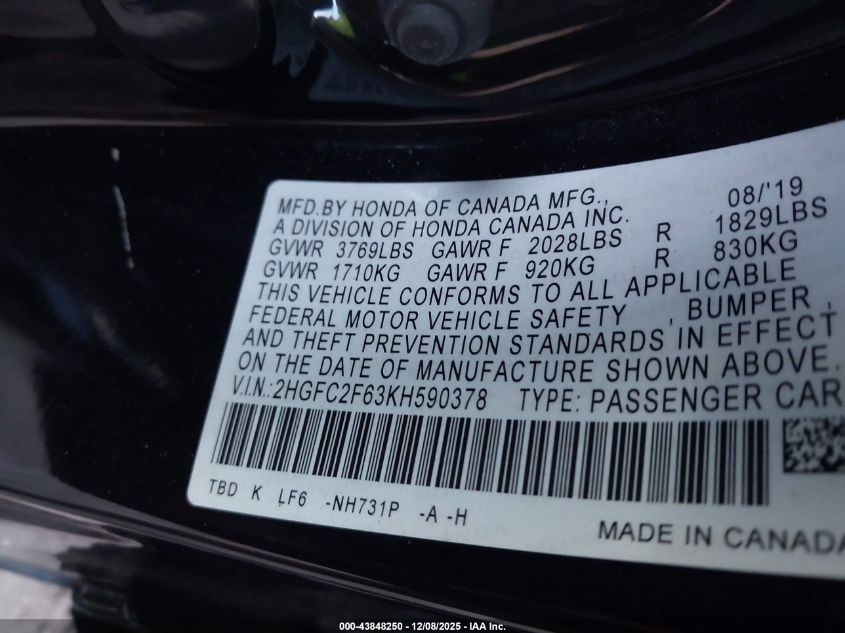 MFD.BY HONDA OF CANADA MFG., 08/'19
A DIVISION OF HONDA CANADA INC.
GVWR 3769LBS GAWR F 2028LBS R 1829LBS
GVWR 1710KG GAWR F 920KG R 830KG
THIS VEHICLE CONFORMS TO ALL APPLICABLE
FEDERAL MOTOR VEHICLE SAFETY , BUMPER ,
AND THEFT PREVENTION STANDARDS IN EFFECT
ON THE DATE OF MANUFACTURE SHOWN ABOVE.
V.I.N.:2HGFC2F63KH590378 TYPE: PASSENGER CAR
TBD K LF6 -NH731P -A -H
MADE IN CANADA
000-43848250 - 12/08/2025 - IAA Inc.